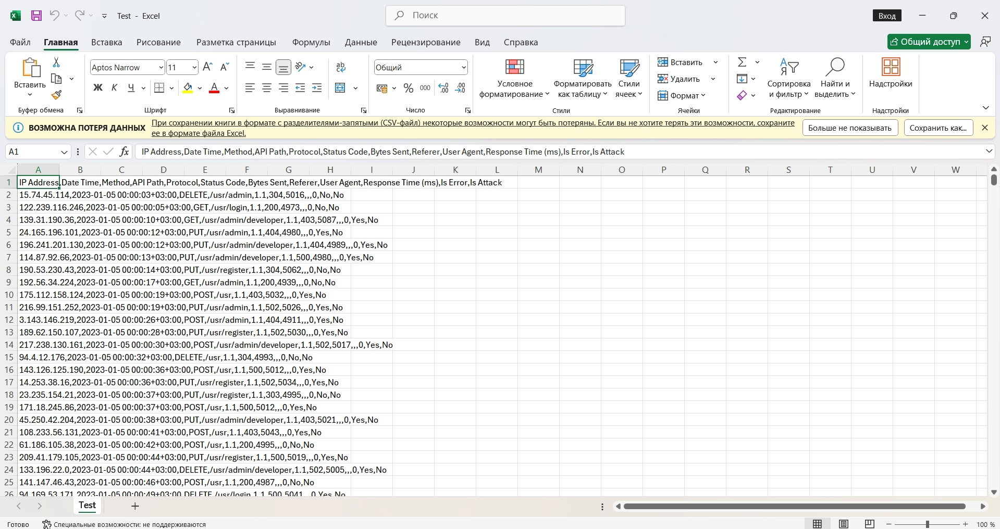 Test - Excel
Поиск
Вход
Файл Главная Вставка Рисование Разметка страницы Формулы Данные Рецензирование Вид Справка
Общий доступ
Вставить
Буфер обмена
Aptos Narrow 11
Ж К Ч
Шрифт
Выравнивание
Общий
% 000
Число
Условное форматирование
Форматировать как таблицу
Стили ячеек
Стили
Вставить
Удалить
Формат
Ячейки
Сортировка и фильтр
Найти и выделить
Редактирование
Надстройки
Надстройки
ВОЗМОЖНА ПОТЕРЯ ДАННЫХ
При сохранении книги в формате с разделителями-запятыми (CSV-файл) некоторые возможности могут быть потеряны. Если вы не хотите терять эти возможности, сохраните
ее в формате файла Excel.
Больше не показывать
Сохранить как...
A1
fx
IP Address,Date Time,Method,API Path,Protocol,Status Code,Bytes Sent,Referer,User Agent,Response Time (ms),Is Error,Is Attack
A B C D E F G H I J K L M N O P Q R S T U V W
1 IP Address,Date Time,Method,API Path,Protocol,Status Code,Bytes Sent,Referer,User Agent,Response Time (ms),Is Error,Is Attack
2 15.74.45.114,2023-01-05 00:00:03+03:00,DELETE,/usr/admin,1.1,304,5016,,,0,No,No
3 122.239.116.246,2023-01-05 00:00:05+03:00,GET,/usr/login,1.1,200,4973,,,0,No,No
4 139.31.190.36,2023-01-05 00:00:10+03:00,GET,/usr/admin/developer,1.1,403,5087,,,0,Yes,No
5 24.165.196.101,2023-01-05 00:00:12+03:00,PUT,/usr/admin,1.1,404,4980,,,0,Yes,No
6 196.241.201.130,2023-01-05 00:00:12+03:00,PUT,/usr/admin/developer,1.1,404,4989,,,0,Yes,No
7 114.87.92.66,2023-01-05 00:00:13+03:00,PUT,/usr/admin/developer,1.1,500,4980,,,0,Yes,No
8 190.53.230.43,2023-01-05 00:00:14+03:00,PUT,/usr/register,1.1,304,5062,,,0,No,No
9 192.56.34.224,2023-01-05 00:00:17+03:00,GET,/usr/admin,1.1,200,4939,,,0,No,No
10 175.112.158.124,2023-01-05 00:00:19+03:00,POST,/usr,1.1,403,5032,,,0,Yes,No
11 216.99.151.252,2023-01-05 00:00:19+03:00,PUT,/usr/admin,1.1,502,5026,,,0,Yes,No
12 3.143.146.219,2023-01-05 00:00:26+03:00,POST,/usr/admin,1.1,404,4911,,,0,Yes,No
13 189.62.150.107,2023-01-05 00:00:28+03:00,PUT,/usr/register,1.1,502,5030,,,0,Yes,No
14 217.238.130.161,2023-01-05 00:00:30+03:00,POST,/usr/admin/developer,1.1,502,5017,,,0,Yes,No
15 94.4.12.176,2023-01-05 00:00:32+03:00,DELETE,/usr,1.1,304,4993,,,0,No,No
16 143.126.125.190,2023-01-05 00:00:36+03:00,POST,/usr,1.1,500,5012,,,0,Yes,No
17 14.253.38.16,2023-01-05 00:00:36+03:00,PUT,/usr/register,1.1,502,5034,,,0,Yes,No
18 23.235.154.21,2023-01-05 00:00:37+03:00,PUT,/usr/register,1.1,303,4995,,,0,No,No
19 171.18.245.86,2023-01-05 00:00:37+03:00,POST,/usr,1.1,500,5012,,,0,Yes,No
20 45.250.42.204,2023-01-05 00:00:38+03:00,PUT,/usr/admin/developer,1.1,403,5021,,,0,Yes,No
21 108.233.56.131,2023-01-05 00:00:41+03:00,POST,/usr,1.1,403,5043,,,0,Yes,No
22 61.186.105.38,2023-01-05 00:00:42+03:00,POST,/usr,1.1,200,4995,,,0,No,No
23 209.41.179.105,2023-01-05 00:00:44+03:00,PUT,/usr/register,1.1,500,5019,,,0,Yes,No
24 133.196.22.0,2023-01-05 00:00:44+03:00,DELETE,/usr/admin/developer,1.1,502,5005,,,0,Yes,No
25 141.147.46.43,2023-01-05 00:00:46+03:00,POST,/usr,1.1,200,4987,,,0,No,No
26 94.169.53.171,2023-01-05 00:00:49+03:00,DELETE,/usr/login,1.1,500,5041,,,0,Yes,No
Test
Готово
Специальные возможности: не поддерживаются
100 %